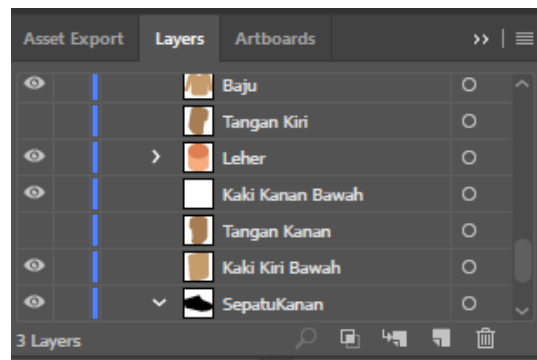 Asset Export Layers Artboards
Baju
Tangan Kiri
Leher
Kaki Kanan Bawah
Tangan Kanan
Kaki Kiri Bawah
SepatuKanan
3 Layers